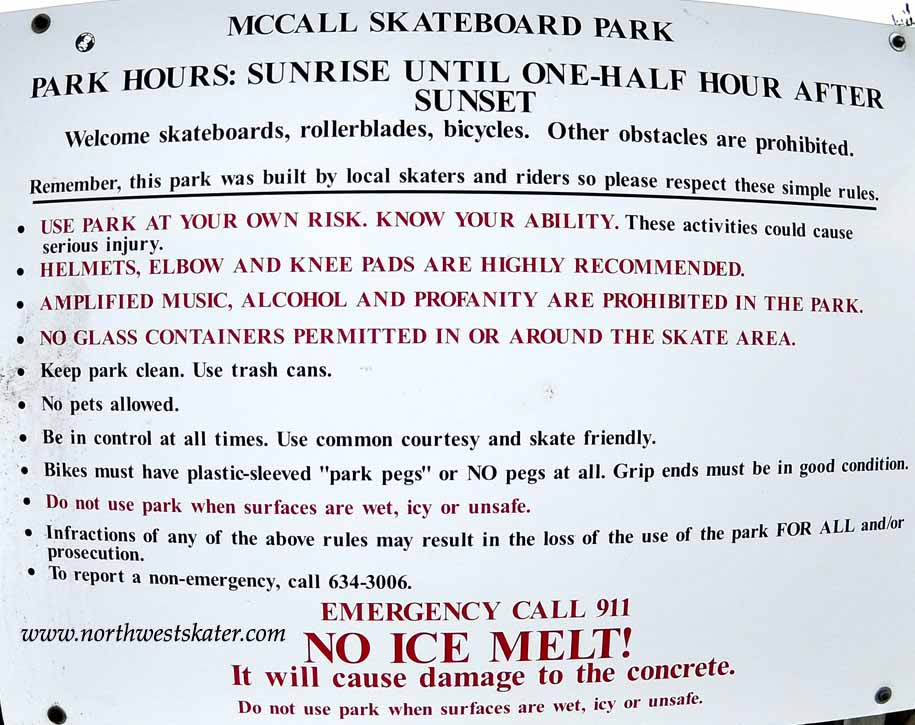 MCCALL SKATEBOARD PARK
PARK HOURS: SUNRISE UNTIL ONE-HALF HOUR AFTER
SUNSET
Welcome skateboards, rollerblades, bicycles. Other obstacles are prohibited.
Remember, this park was built by local skaters and riders so please respect these simple rules.
• USE PARK AT YOUR OWN RISK. KNOW YOUR ABILITY. These activities could cause
serious injury.
• HELMETS, ELBOW AND KNEE PADS ARE HIGHLY RECOMMENDED.
• AMPLIFIED MUSIC, ALCOHOL AND PROFANITY ARE PROHIBITED IN THE PARK.
• NO GLASS CONTAINERS PERMITTED IN OR AROUND THE SKATE AREA.
• Keep park clean. Use trash cans.
• No pets allowed.
• Be in control at all times. Use common courtesy and skate friendly.
• Bikes must have plastic-sleeved "park pegs" or NO pegs at all. Grip ends must be in good condition.
• Do not use park when surfaces are wet, icy or unsafe.
• Infractions of any of the above rules may result in the loss of the use of the park FOR ALL and/or
prosecution.
• To report a non-emergency, call 634-3006.
EMERGENCY CALL 911
www.northwestskater.com
NO ICE MELT!
It will cause damage to the concrete.
Do not use park when surfaces are wet, icy or unsafe.